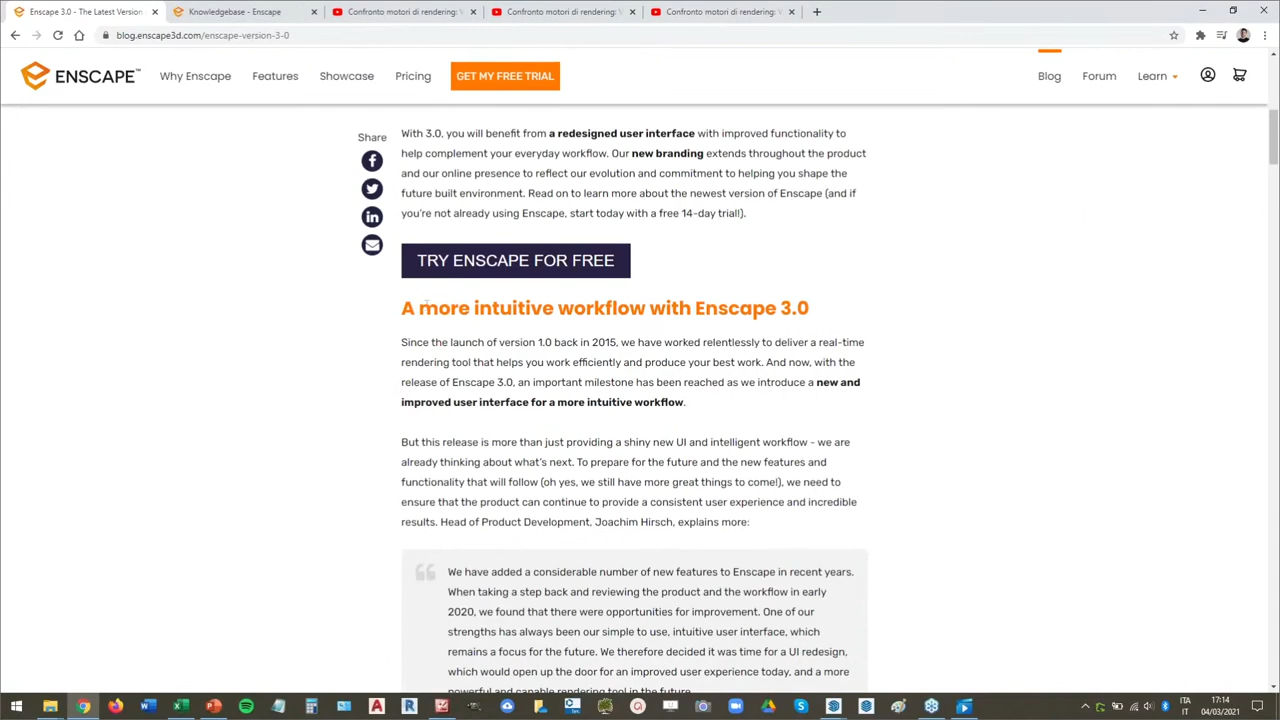 Enscape 3.0 - The Latest Version
Knowledgebase - Enscape
Confronto motori di rendering: V
Confronto motori di rendering: V
Confronto motori di rendering: V
blog.enscape3d.com/enscape-version-3-0
ENSCAPE™
Why Enscape
Features
Showcase
Pricing
GET MY FREE TRIAL
Blog
Forum
Learn
Share
With 3.0, you will benefit from a redesigned user interface with improved functionality to
help complement your everyday workflow. Our new branding extends throughout the product
and our online presence to reflect our evolution and commitment to helping you shape the
future built environment. Read on to learn more about the newest version of Enscape (and if
you're not already using Enscape, start today with a free 14-day trial!).
TRY ENSCAPE FOR FREE
A more intuitive workflow with Enscape 3.0
Since the launch of version 1.0 back in 2015, we have worked relentlessly to deliver a real-time
rendering tool that helps you work efficiently and produce your best work. And now, with the
release of Enscape 3.0, an important milestone has been reached as we introduce a new and
improved user interface for a more intuitive workflow.
But this release is more than just providing a shiny new UI and intelligent workflow - we are
already thinking about what's next. To prepare for the future and the new features and
functionality that will follow (oh yes, we still have more great things to come!), we need to
ensure that the product can continue to provide a consistent user experience and incredible
results. Head of Product Development, Joachim Hirsch, explains more:
We have added a considerable number of new features to Enscape in recent years.
When taking a step back and reviewing the product and the workflow in early
2020, we found that there were opportunities for improvement. One of our
strengths has always been our simple to use, intuitive user interface, which
remains a focus for the future. We therefore decided it was time for a UI redesign,
which would open up the door for an improved user experience today, and a more
powerful and capable rendering tool in the future.
ITA
IT
17:14
04/03/2021